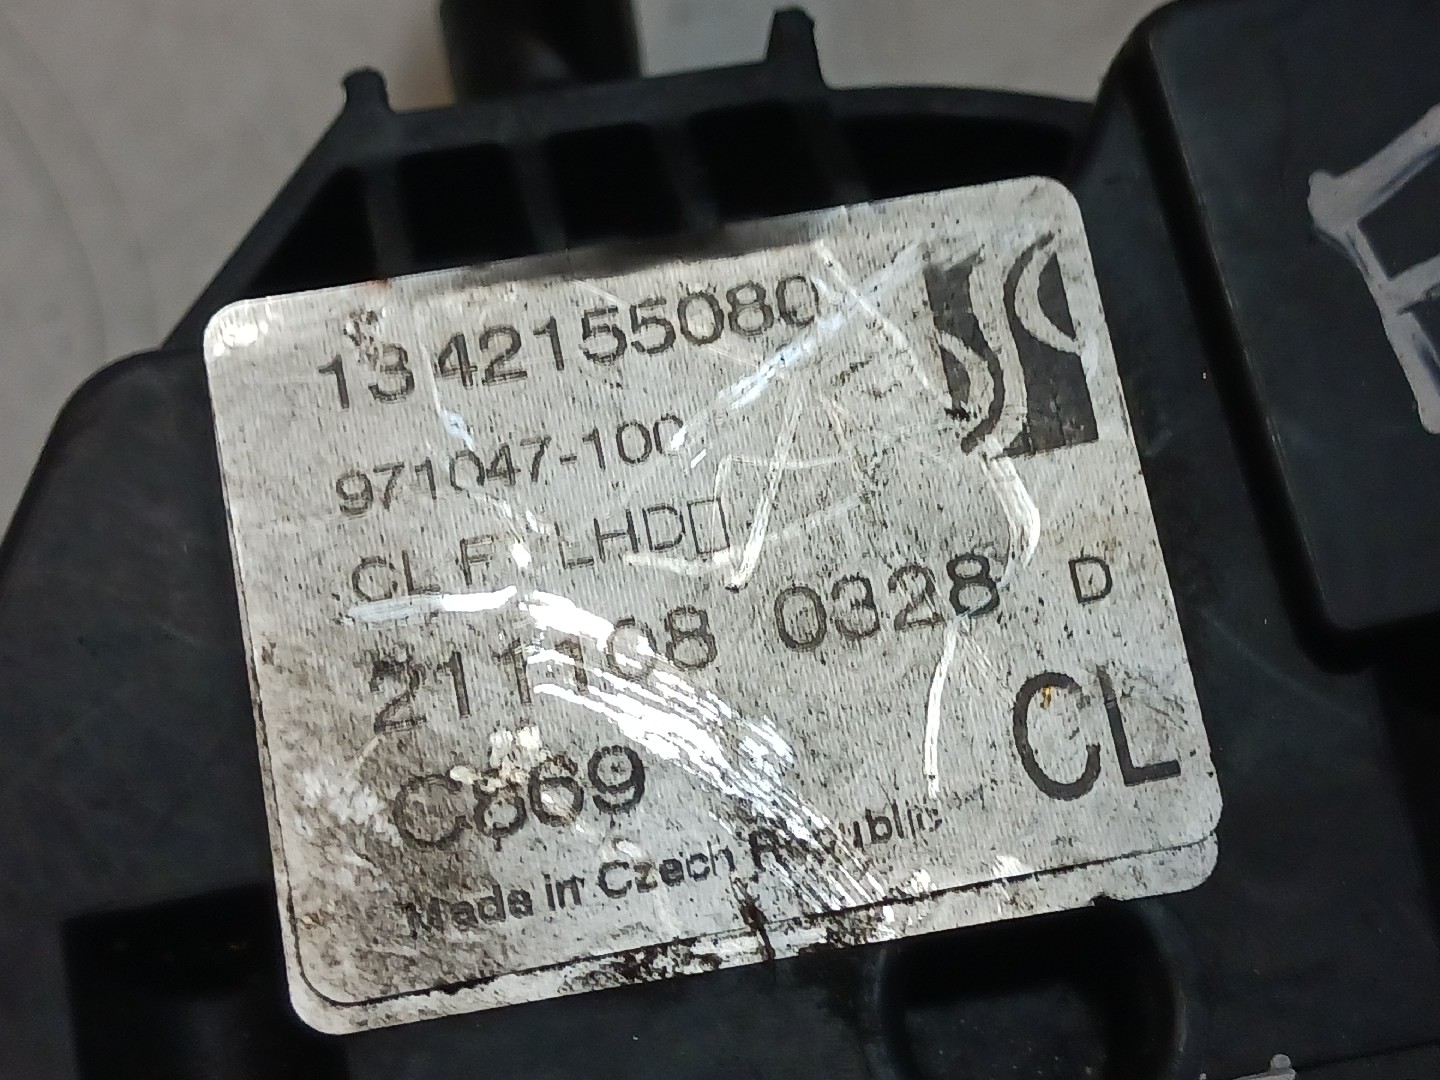 1342155080
971047-100
CL F LHD□
211108 0328 D
C869
CL
Made in Czech Republic